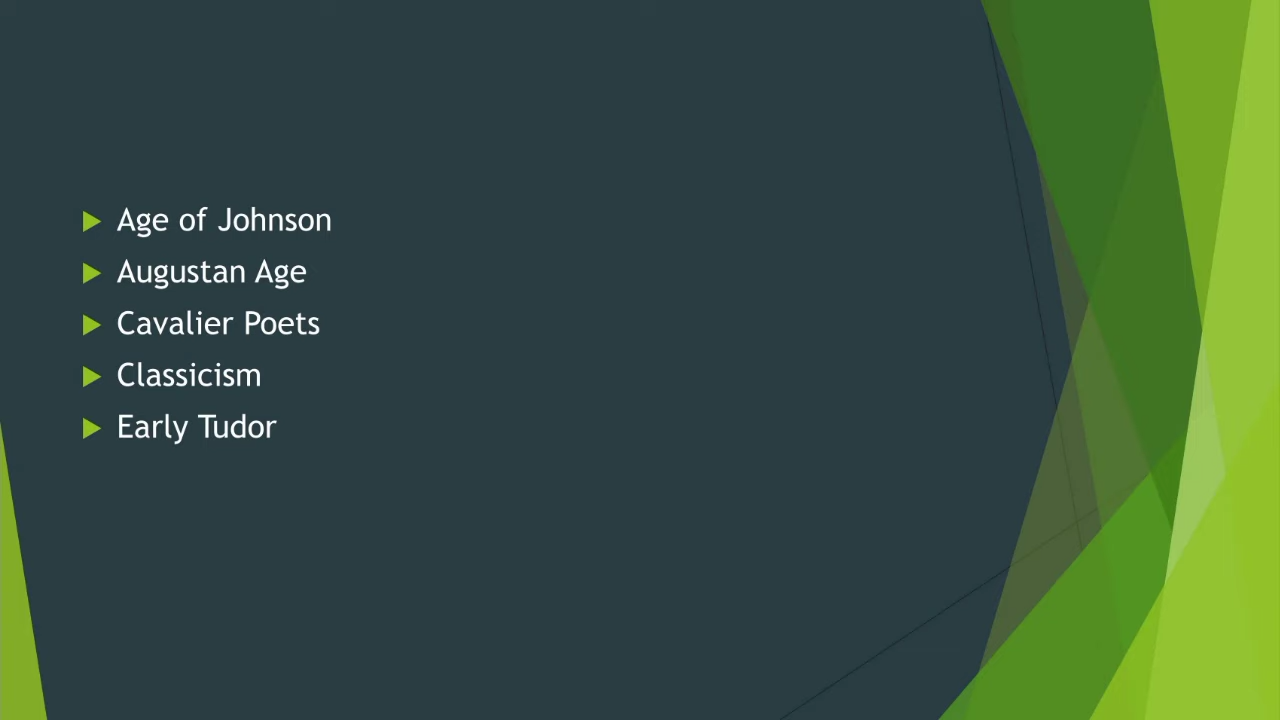 Age of Johnson
Augustan Age
Cavalier Poets
Classicism
Early Tudor